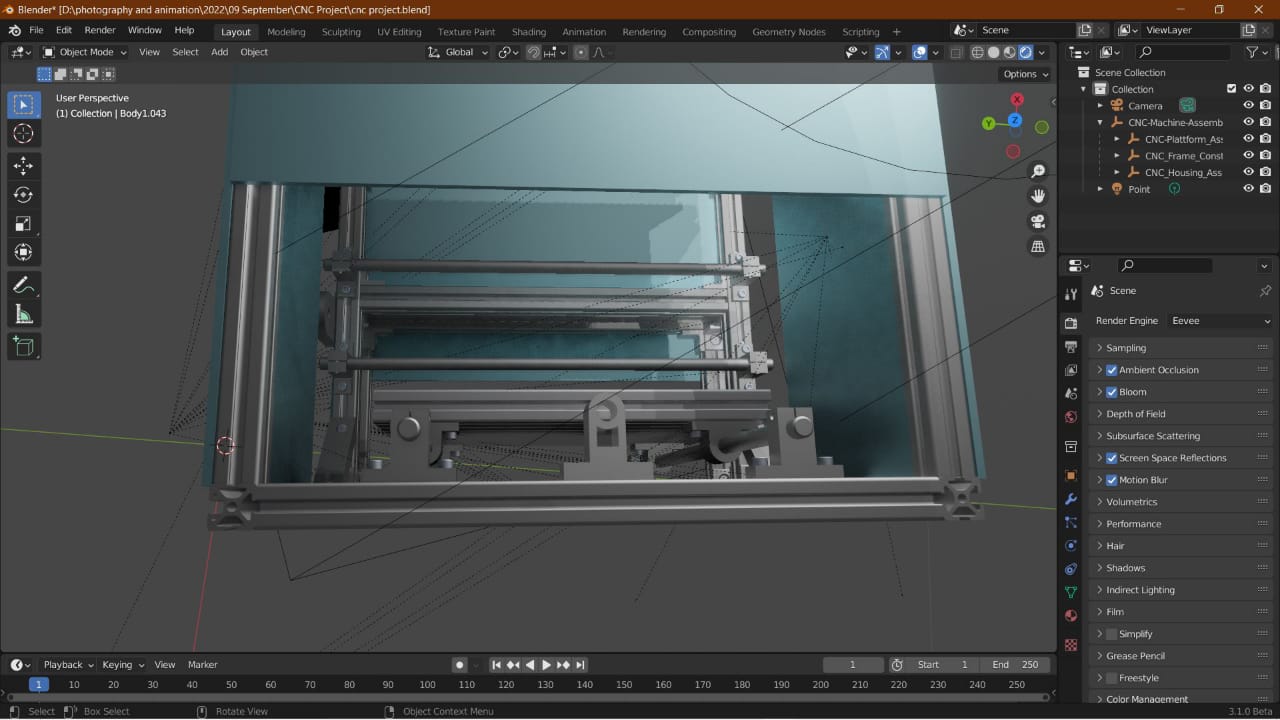 Blender* [D:\photography and animation\2022\09 September\CNC Project\cnc project.blend]
File Edit Render Window Help Layout Modeling Sculpting UV Editing Texture Paint Shading Animation Rendering Compositing Geometry Nodes Scripting + Scene ViewLayer
Object Mode View Select Add Object Global
Options
User Perspective
(1) Collection | Body1.043
X
Y
Z
Scene Collection
Collection
Camera
CNC-Machine-Assemb
CNC-Plattform_As
CNC_Frame_Const
CNC_Housing_Ass
Point
Scene
Render Engine Eevee
Sampling
Ambient Occlusion
Bloom
Depth of Field
Subsurface Scattering
Screen Space Reflections
Motion Blur
Volumetrics
Performance
Hair
Shadows
Indirect Lighting
Film
Simplify
Grease Pencil
Freestyle
Color Management
Playback Keying View Marker 1 Start 1 End 250
1 10 20 30 40 50 60 70 80 90 100 110 120 130 140 150 160 170 180 190 200 210 220 230 240 250
Select Box Select Rotate View Object Context Menu 3.1.0 Beta